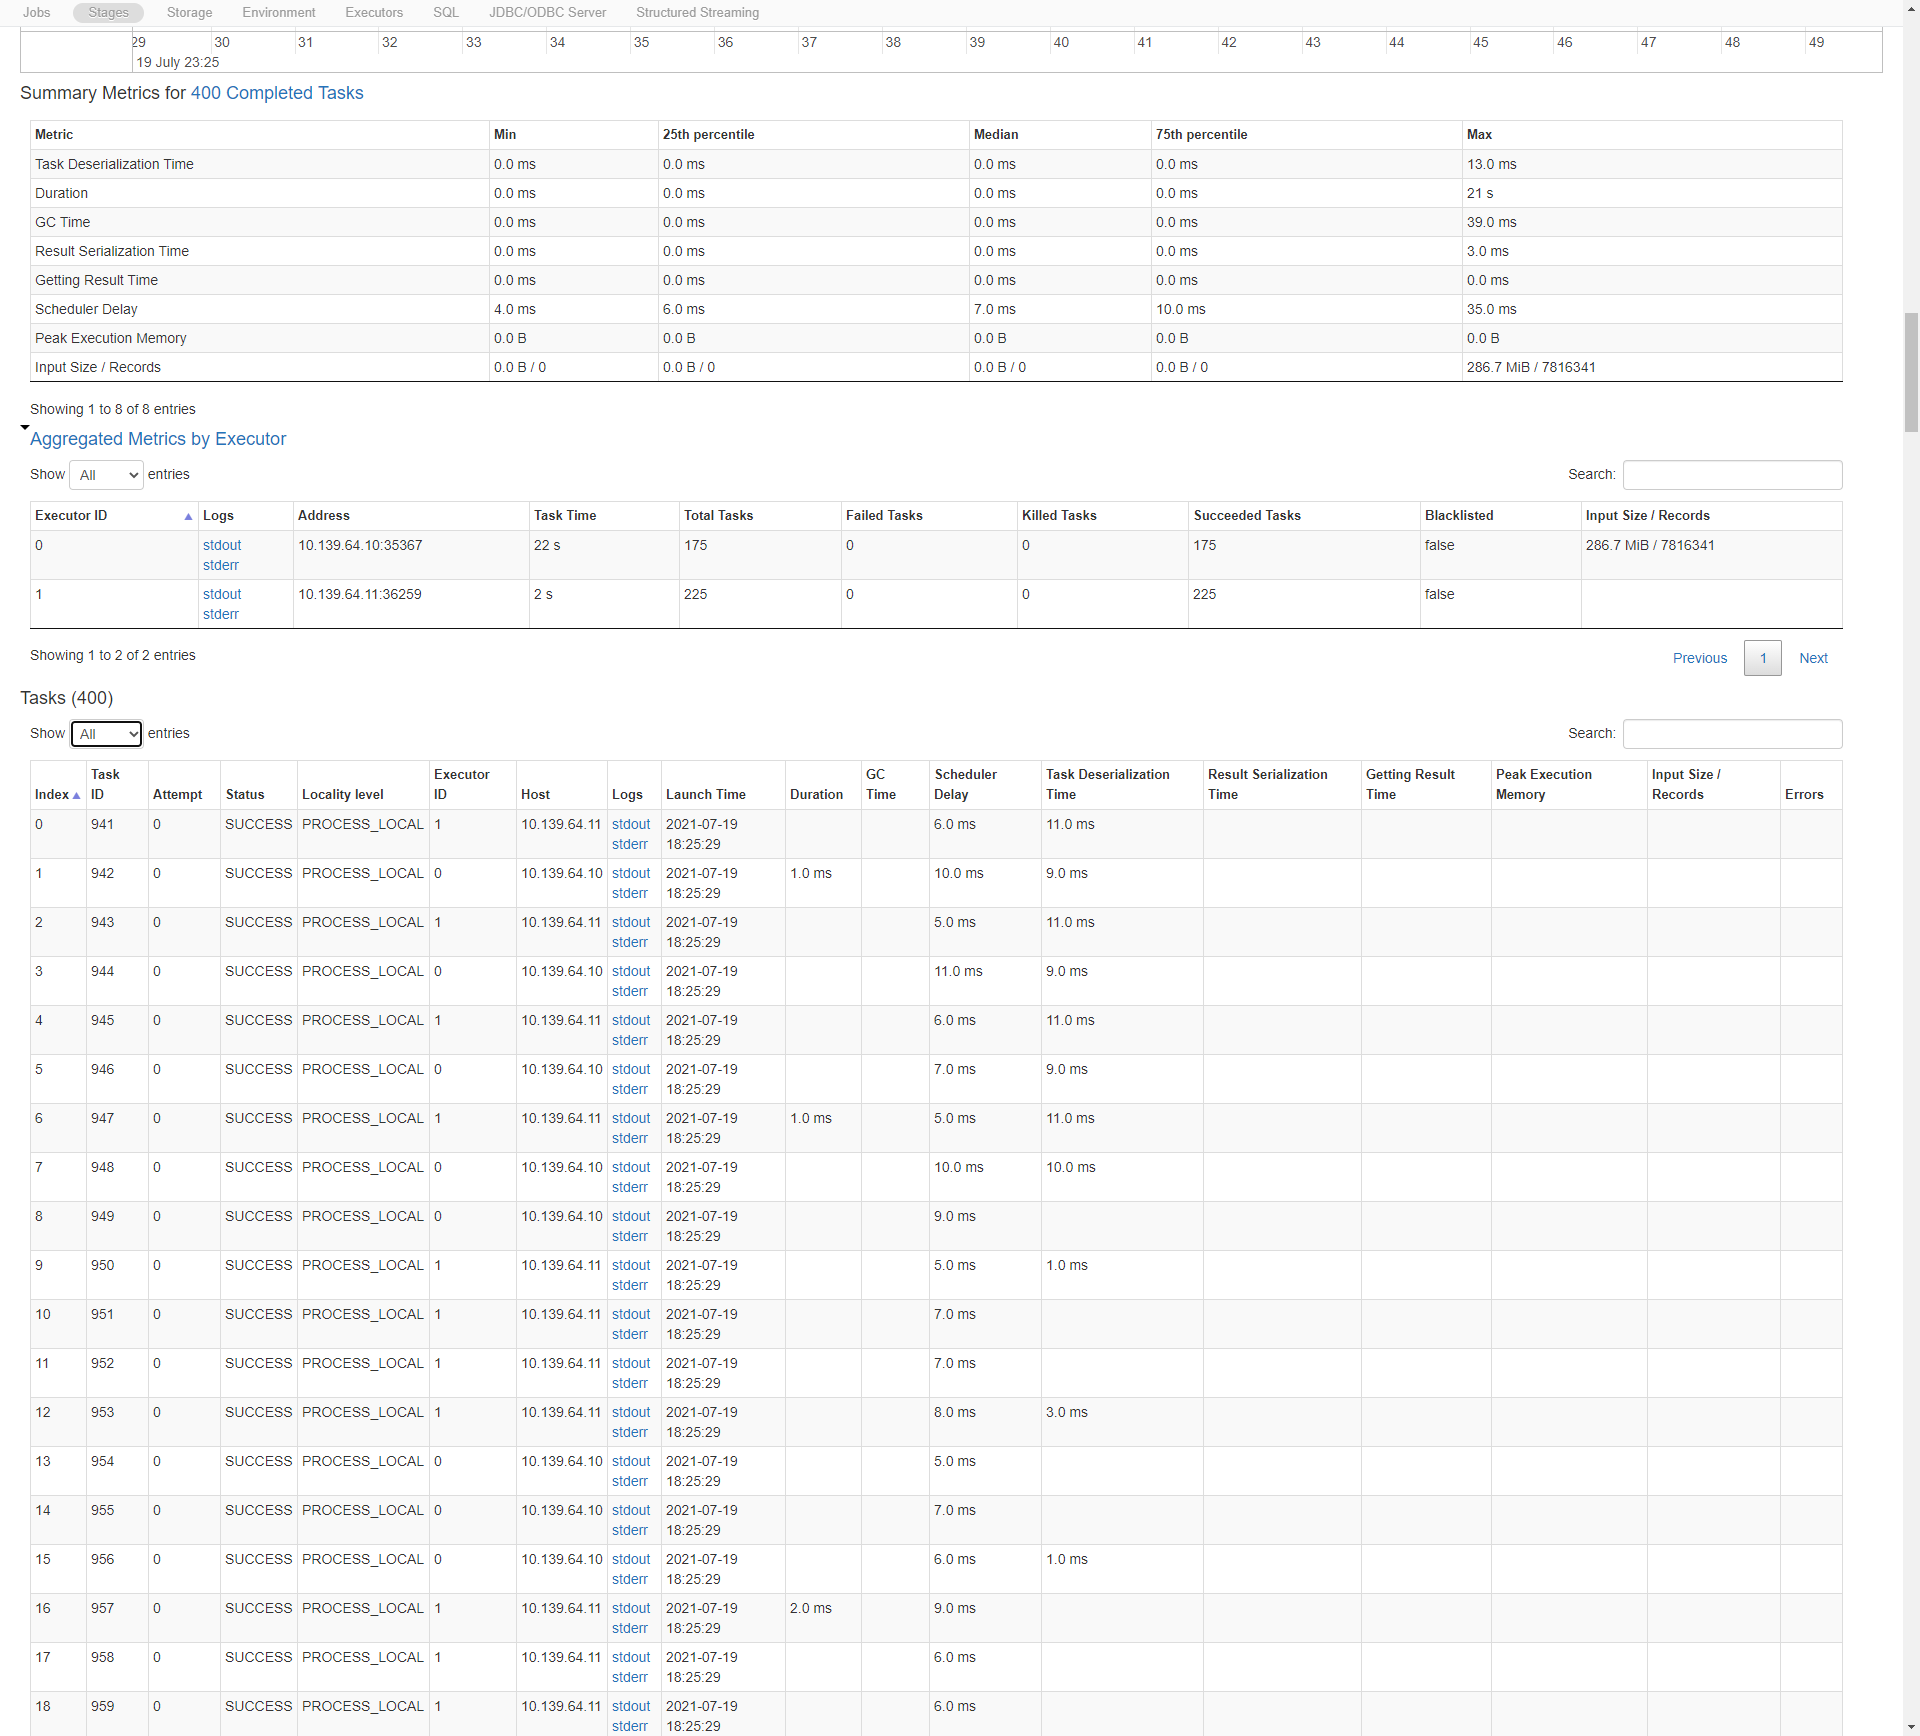 Jobs Stages Storage Environment Executors SQL JDBC/ODBC Server Structured Streaming
29 30 31 32 33 34 35 36 37 38 39 40 41 42 43 44 45 46 47 48 49
19 July 23:25
Summary Metrics for 400 Completed Tasks
Metric Min 25th percentile Median 75th percentile Max
Task Deserialization Time 0.0 ms 0.0 ms 0.0 ms 0.0 ms 13.0 ms
Duration 0.0 ms 0.0 ms 0.0 ms 0.0 ms 21 s
GC Time 0.0 ms 0.0 ms 0.0 ms 0.0 ms 39.0 ms
Result Serialization Time 0.0 ms 0.0 ms 0.0 ms 0.0 ms 3.0 ms
Getting Result Time 0.0 ms 0.0 ms 0.0 ms 0.0 ms 0.0 ms
Scheduler Delay 4.0 ms 6.0 ms 7.0 ms 10.0 ms 35.0 ms
Peak Execution Memory 0.0 B 0.0 B 0.0 B 0.0 B 0.0 B
Input Size / Records 0.0 B / 0 0.0 B / 0 0.0 B / 0 0.0 B / 0 286.7 MiB / 7816341
Showing 1 to 8 of 8 entries
Aggregated Metrics by Executor
Show All entries Search:
Executor ID Logs Address Task Time Total Tasks Failed Tasks Killed Tasks Succeeded Tasks Blacklisted Input Size / Records
0 stdout 10.139.64.10:35367 22 s 175 0 0 175 false 286.7 MiB / 7816341
stderr
1 stdout 10.139.64.11:36259 2 s 225 0 0 225 false
stderr
Showing 1 to 2 of 2 entries Previous 1 Next
Tasks (400)
Show All entries Search:
Task Executor GC Scheduler Task Deserialization Result Serialization Getting Result Peak Execution Input Size /
Index ID Attempt Status Locality level ID Host Logs Launch Time Duration Time Delay Time Time Time Memory Records Errors
0 941 0 SUCCESS PROCESS_LOCAL 1 10.139.64.11 stdout 2021-07-19 6.0 ms 11.0 ms
stderr 18:25:29
1 942 0 SUCCESS PROCESS_LOCAL 0 10.139.64.10 stdout 2021-07-19 1.0 ms 10.0 ms 9.0 ms
stderr 18:25:29
2 943 0 SUCCESS PROCESS_LOCAL 1 10.139.64.11 stdout 2021-07-19 5.0 ms 11.0 ms
stderr 18:25:29
3 944 0 SUCCESS PROCESS_LOCAL 0 10.139.64.10 stdout 2021-07-19 11.0 ms 9.0 ms
stderr 18:25:29
4 945 0 SUCCESS PROCESS_LOCAL 1 10.139.64.11 stdout 2021-07-19 6.0 ms 11.0 ms
stderr 18:25:29
5 946 0 SUCCESS PROCESS_LOCAL 0 10.139.64.10 stdout 2021-07-19 7.0 ms 9.0 ms
stderr 18:25:29
6 947 0 SUCCESS PROCESS_LOCAL 1 10.139.64.11 stdout 2021-07-19 1.0 ms 5.0 ms 11.0 ms
stderr 18:25:29
7 948 0 SUCCESS PROCESS_LOCAL 0 10.139.64.10 stdout 2021-07-19 10.0 ms 10.0 ms
stderr 18:25:29
8 949 0 SUCCESS PROCESS_LOCAL 0 10.139.64.10 stdout 2021-07-19 9.0 ms
stderr 18:25:29
9 950 0 SUCCESS PROCESS_LOCAL 1 10.139.64.11 stdout 2021-07-19 5.0 ms 1.0 ms
stderr 18:25:29
10 951 0 SUCCESS PROCESS_LOCAL 1 10.139.64.11 stdout 2021-07-19 7.0 ms
stderr 18:25:29
11 952 0 SUCCESS PROCESS_LOCAL 1 10.139.64.11 stdout 2021-07-19 7.0 ms
stderr 18:25:29
12 953 0 SUCCESS PROCESS_LOCAL 1 10.139.64.11 stdout 2021-07-19 8.0 ms 3.0 ms
stderr 18:25:29
13 954 0 SUCCESS PROCESS_LOCAL 0 10.139.64.10 stdout 2021-07-19 5.0 ms
stderr 18:25:29
14 955 0 SUCCESS PROCESS_LOCAL 0 10.139.64.10 stdout 2021-07-19 7.0 ms
stderr 18:25:29
15 956 0 SUCCESS PROCESS_LOCAL 0 10.139.64.10 stdout 2021-07-19 6.0 ms 1.0 ms
stderr 18:25:29
16 957 0 SUCCESS PROCESS_LOCAL 1 10.139.64.11 stdout 2021-07-19 2.0 ms 9.0 ms
stderr 18:25:29
17 958 0 SUCCESS PROCESS_LOCAL 1 10.139.64.11 stdout 2021-07-19 6.0 ms
stderr 18:25:29
18 959 0 SUCCESS PROCESS_LOCAL 1 10.139.64.11 stdout 2021-07-19 6.0 ms
stderr 18:25:29